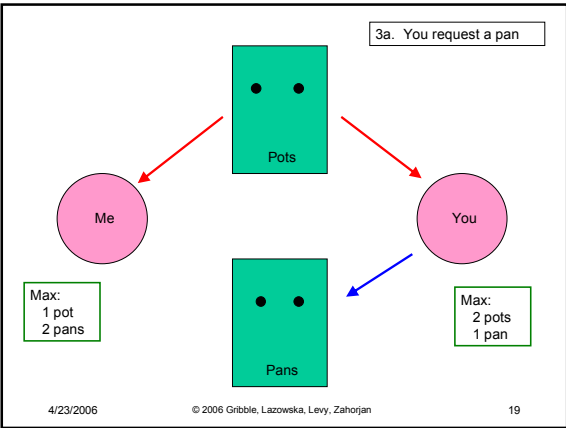 3a. You request a pan
Pots
Me
You
Max:
1 pot
2 pans
Max:
2 pots
1 pan
Pans
4/23/2006
© 2006 Gribble, Lazowska, Levy, Zahorjan
19